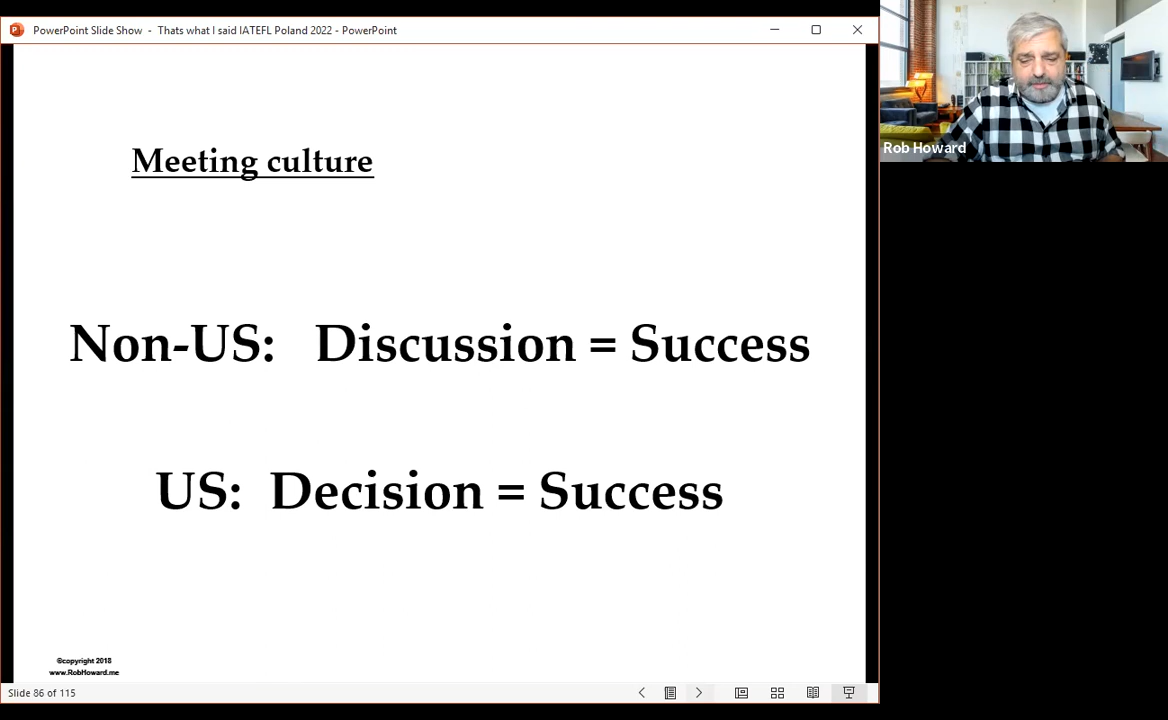 PowerPoint Slide Show - Thats what I said IATEFL Poland 2022 - PowerPoint
Rob Howard
Meeting culture
Non-US: Discussion = Success
US: Decision = Success
©copyright 2018
www.RobHoward.me
Slide 86 of 115